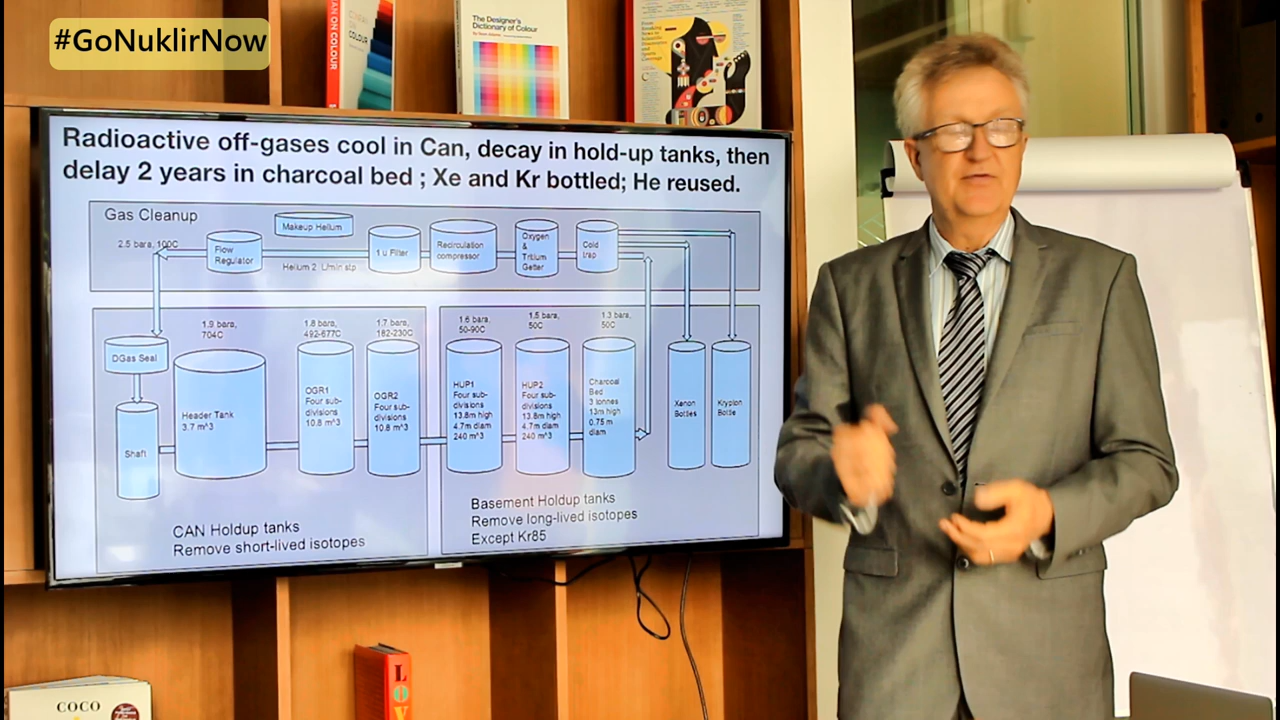 #GoNuklirNow
The Designer's
Dictionary of Colour
COLOUR
Radioactive off-gases cool in Can, decay in hold-up tanks, then
delay 2 years in charcoal bed ; Xe and Kr bottled; He reused.
Gas Cleanup
Makeup Helium
2.5 bara, 100C
Flow
Regulator
Helium 2 L/min stp
1 u Filter
Recirculation
compressor
Oxygen
&
Tritium
Getter
Cold
trap
1.9 bara,
704C
1.8 bara,
492-677C
1.7 bara,
182-230C
1.6 bara,
50-90C
1.5 bara,
50C
1.3 bara,
50C
DGas Seal
Shaft
Header Tank
3.7 m^3
OGR1
Four sub-
divisions
10.8 m^3
OGR2
Four sub-
divisions
10.8 m^3
HUP1
Four sub-
divisions
13.8m high
4.7m diam
240 m^3
HUP2
Four sub-
divisions
13.8m high
4.7m diam
240 m^3
Charcoal
Bed
3 tonnes
13m high
0.75 m
diam
Xenon
Bottles
Krypton
Bottle
CAN Holdup tanks
Remove short-lived isotopes
Basement Holdup tanks
Remove long-lived isotopes
Except Kr85
COCO
LOV